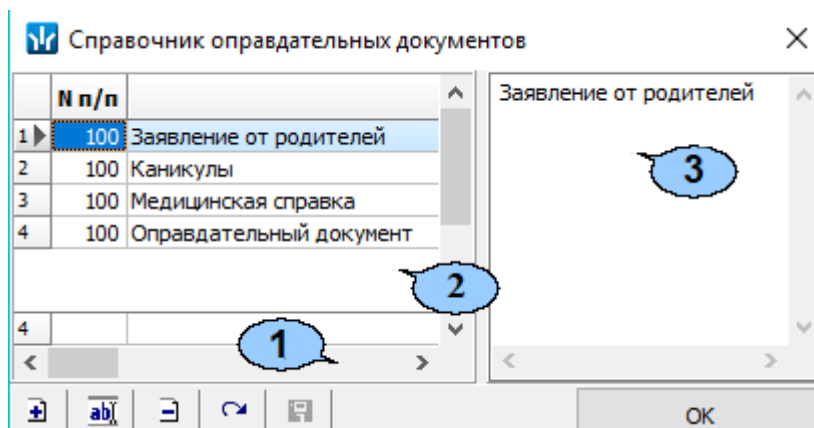 Справочник оправдательных документов
N п/п
1 100 Заявление от родителей
2 100 Каникулы
3 100 Медицинская справка
4 100 Оправдательный документ
4
Заявление от родителей
3
2
1
ab
OK